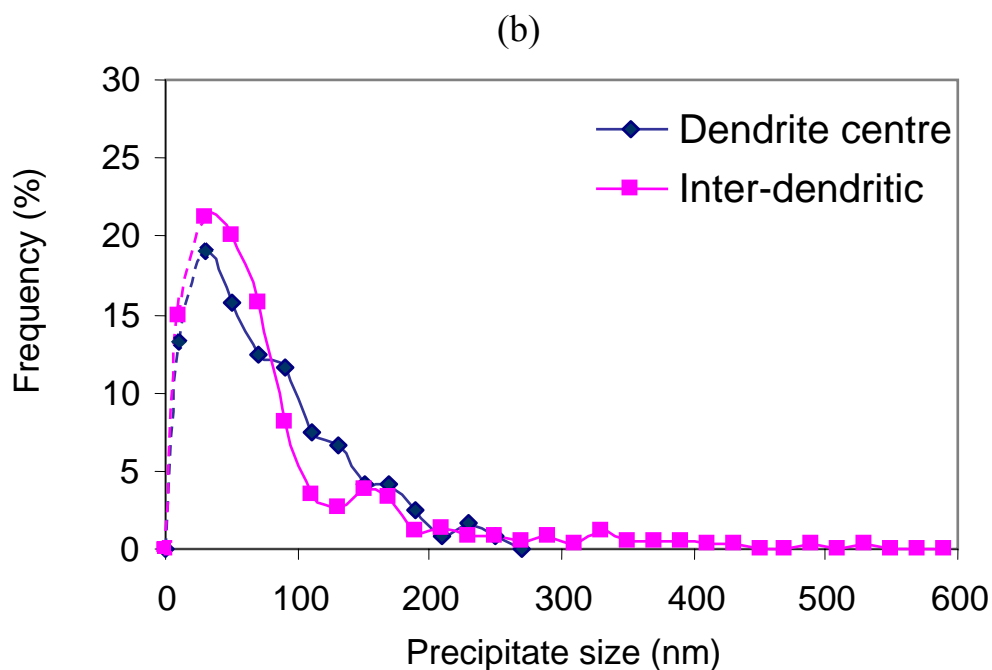 (b)
30
25
20
15
10
5
0
Frequency (%)
Dendrite centre
Inter-dendritic
0 100 200 300 400 500 600
Precipitate size (nm)